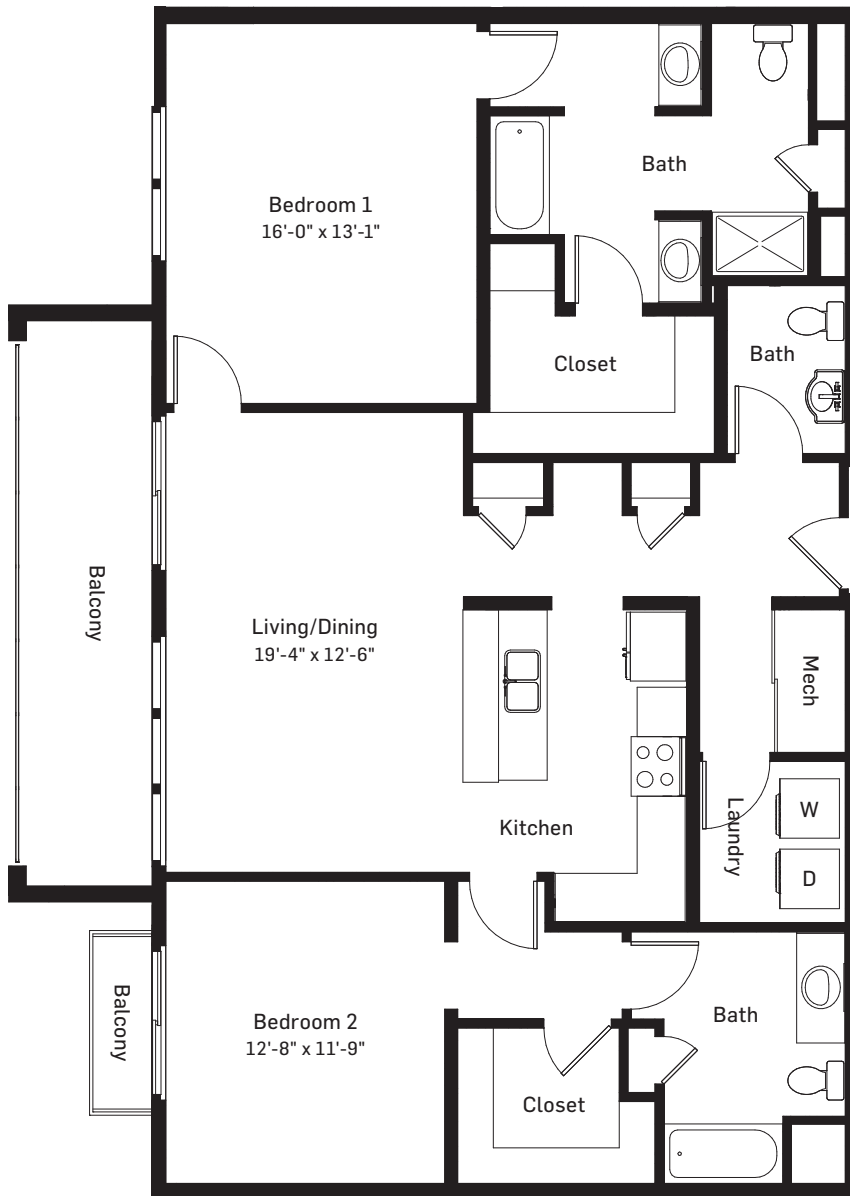 Bath
Bedroom 1
16'-0" x 13'-1"
Bath
Closet
Balcony
Living/Dining
19'-4" x 12'-6"
Mech
Kitchen
Laundry
W
D
Balcony
Bedroom 2
12'-8" x 11'-9"
Bath
Closet